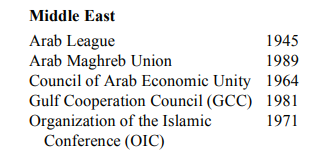 Middle East
Arab League 1945
Arab Maghreb Union 1989
Council of Arab Economic Unity 1964
Gulf Cooperation Council (GCC) 1981
Organization of the Islamic 1971
Conference (OIC)